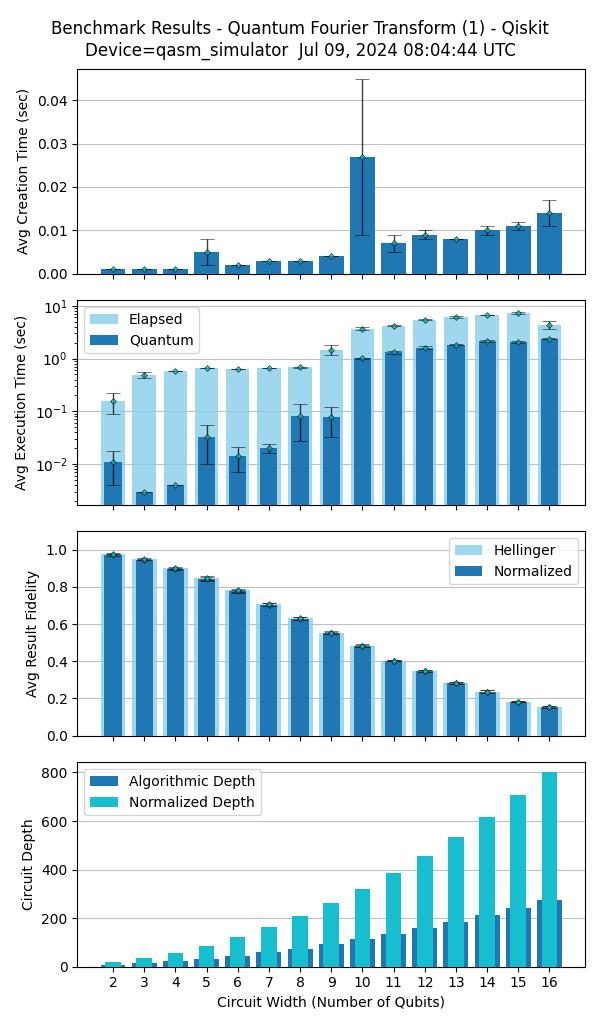 Benchmark Results - Quantum Fourier Transform (1) - Qiskit
Device=qasm_simulator  Jul 09, 2024 08:04:44 UTC
Avg Creation Time (sec)
0.04
0.03
0.02
0.01
0.00
Avg Execution Time (sec)
10¹
10⁰
10⁻¹
10⁻²
Elapsed
Quantum
Avg Result Fidelity
1.0
0.8
0.6
0.4
0.2
0.0
Hellinger
Normalized
Circuit Depth
800
600
400
200
0
Algorithmic Depth
Normalized Depth
2 3 4 5 6 7 8 9 10 11 12 13 14 15 16
Circuit Width (Number of Qubits)